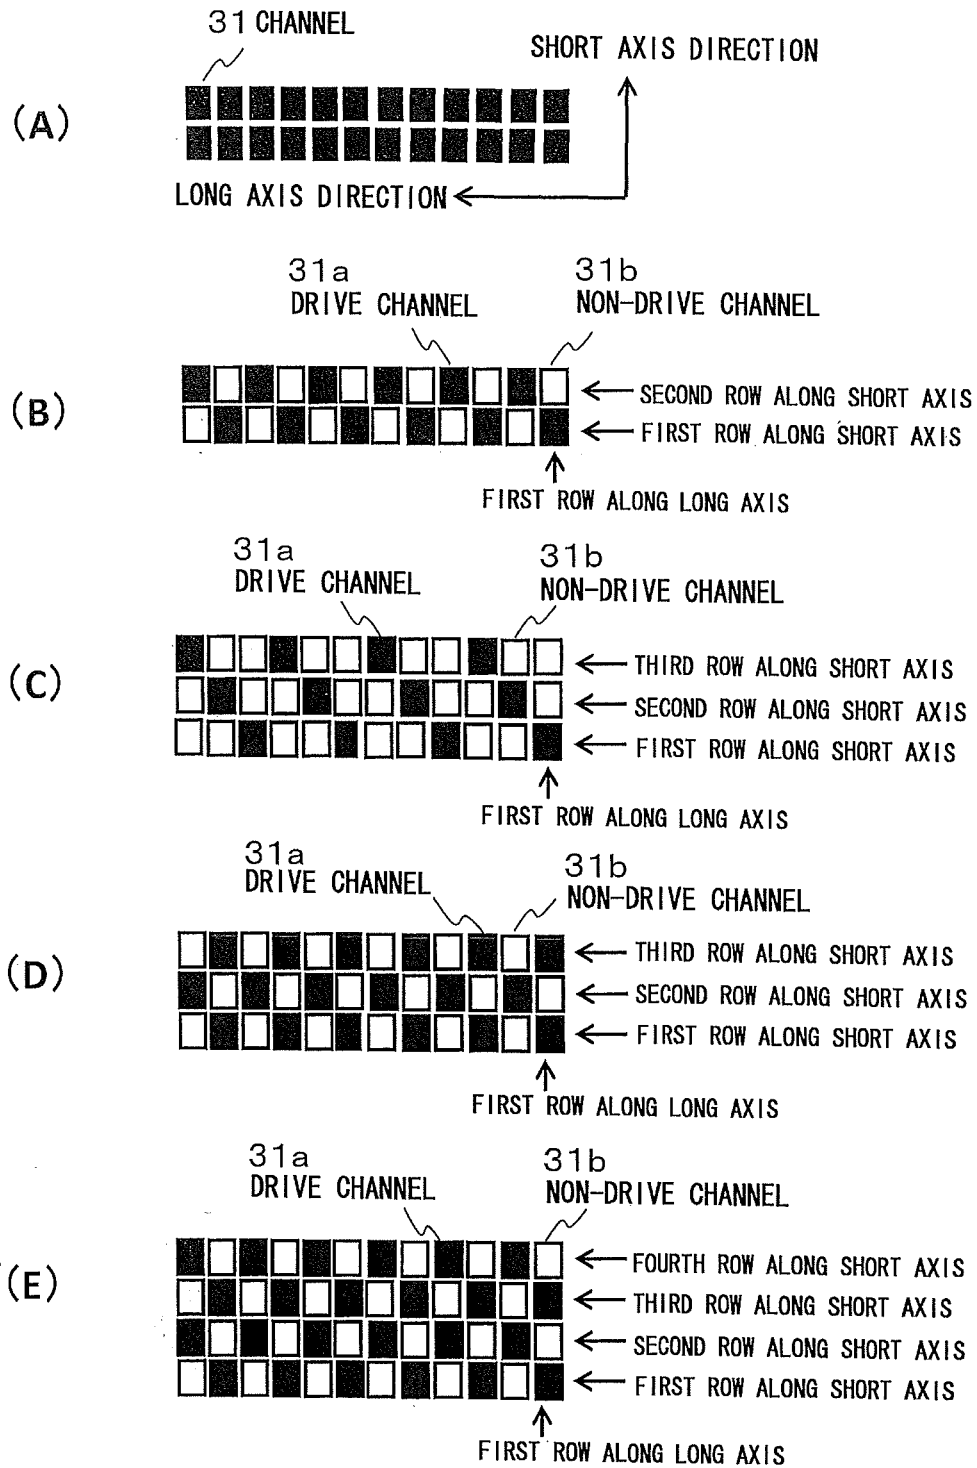 31 CHANNEL
SHORT AXIS DIRECTION
(A)
LONG AXIS DIRECTION
31a
DRIVE CHANNEL
31b
NON-DRIVE CHANNEL
(B)
SECOND ROW ALONG SHORT AXIS
FIRST ROW ALONG SHORT AXIS
FIRST ROW ALONG LONG AXIS
31a
DRIVE CHANNEL
31b
NON-DRIVE CHANNEL
(C)
THIRD ROW ALONG SHORT AXIS
SECOND ROW ALONG SHORT AXIS
FIRST ROW ALONG SHORT AXIS
FIRST ROW ALONG LONG AXIS
31a
DRIVE CHANNEL
31b
NON-DRIVE CHANNEL
(D)
THIRD ROW ALONG SHORT AXIS
SECOND ROW ALONG SHORT AXIS
FIRST ROW ALONG SHORT AXIS
FIRST ROW ALONG LONG AXIS
31a
DRIVE CHANNEL
31b
NON-DRIVE CHANNEL
(E)
FOURTH ROW ALONG SHORT AXIS
THIRD ROW ALONG SHORT AXIS
SECOND ROW ALONG SHORT AXIS
FIRST ROW ALONG SHORT AXIS
FIRST ROW ALONG LONG AXIS